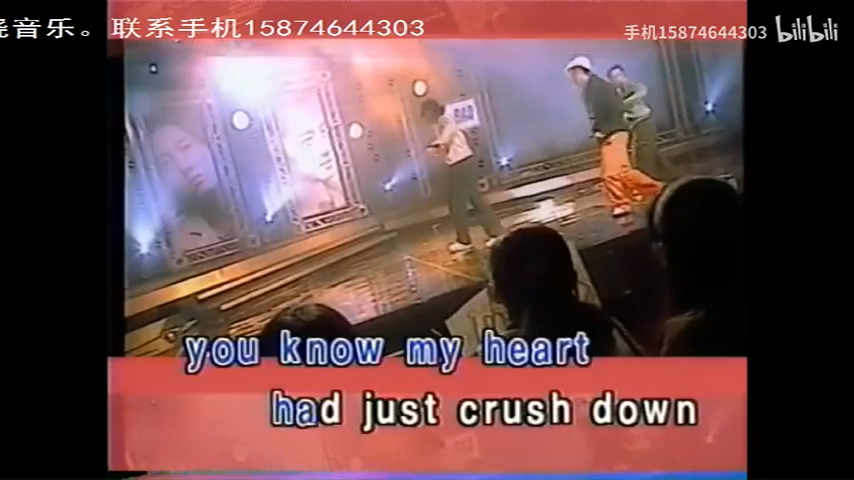 音乐。联系手机15874644303
手机15874644303 bilibili
BAD
you know my heart
had just crush down